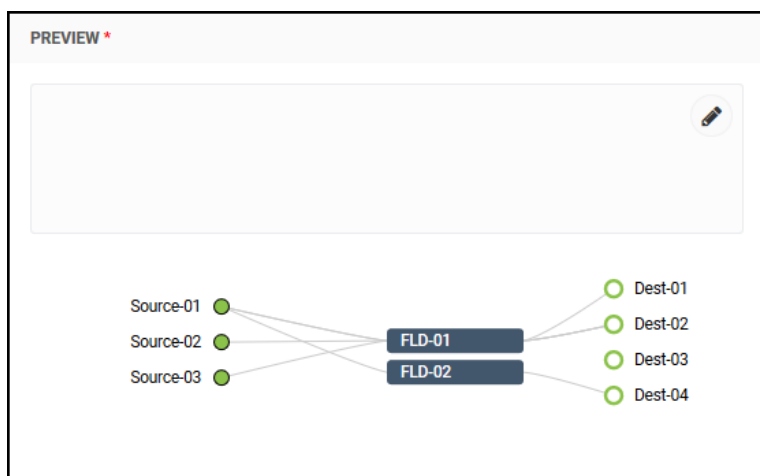 PREVIEW *
Source-01
Source-02
Source-03
FLD-01
FLD-02
Dest-01
Dest-02
Dest-03
Dest-04